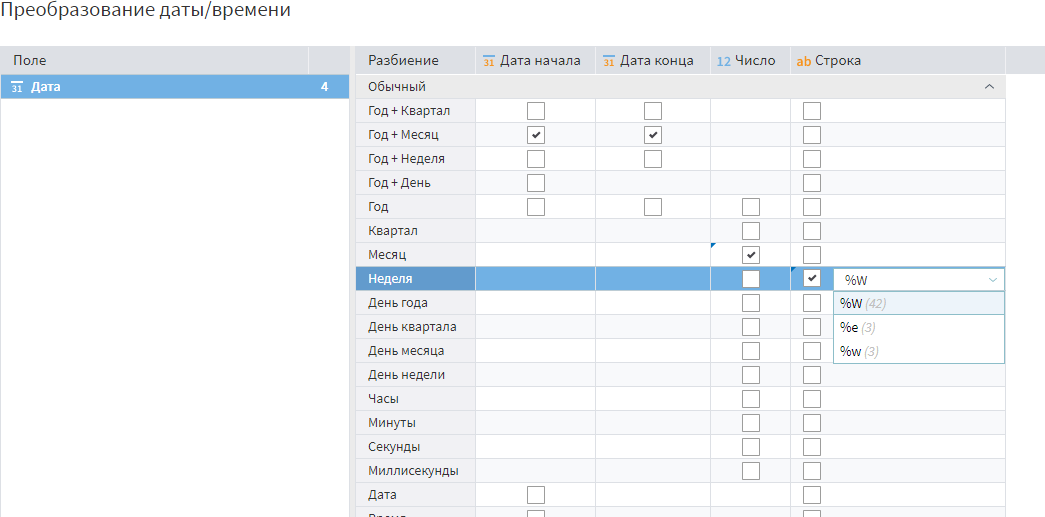 Преобразование даты/времени
Поле
Разбиение 31 Дата начала 31 Дата конца 12 Число ab Строка
31 Дата 4
Обычный
Год + Квартал
Год + Месяц
Год + Неделя
Год + День
Год
Квартал
Месяц
Неделя %W
День года %W (42)
День квартала %e (3)
День месяца %w (3)
День недели
Часы
Минуты
Секунды
Миллисекунды
Дата